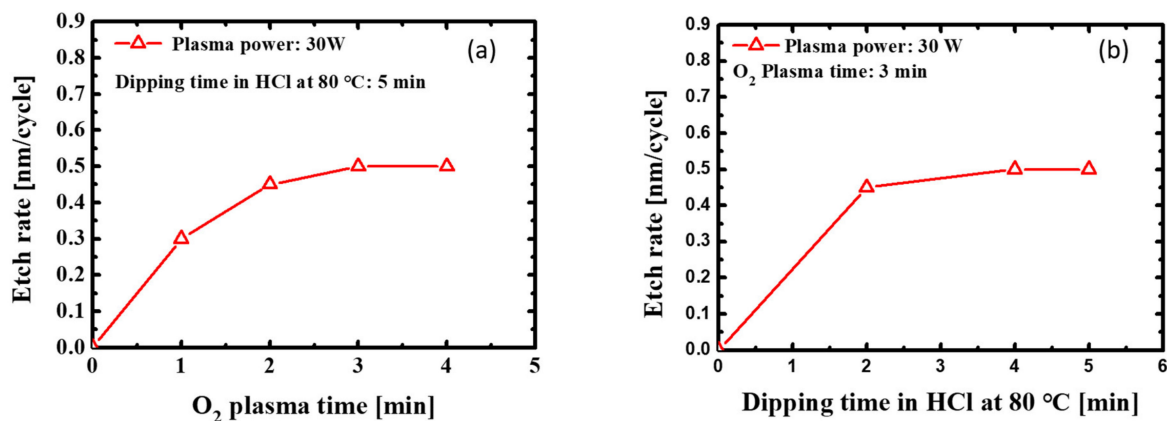 0.9
0.8
0.7
0.6
0.5
0.4
0.3
0.2
0.1
0.0
Etch rate [nm/cycle]
Plasma power: 30W
(a)
Dipping time in HCl at 80 °C: 5 min
0 1 2 3 4 5
O2 plasma time [min]
0.9
0.8
0.7
0.6
0.5
0.4
0.3
0.2
0.1
0.0
Etch rate [nm/cycle]
Plasma power: 30 W
(b)
O2 Plasma time: 3 min
0 1 2 3 4 5 6
Dipping time in HCl at 80 °C [min]